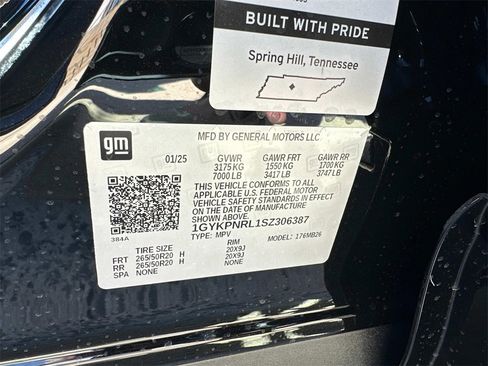 BUILT WITH PRIDE
Spring Hill, Tennessee
gm
MFD BY GENERAL MOTORS LLC
01/25 GVWR GAWR FRT GAWR RR
3175 KG 1550 KG 1700 KG
7000 LB 3417 LB 3747 LB
THIS VEHICLE CONFORMS TO ALL
APPLICABLE U.S. FEDERAL MOTOR
VEHICLE SAFETY AND THEFT
PREVENTION STANDARDS IN EFFECT
ON THE DATE OF MANUFACTURE
SHOWN ABOVE.
1GYKPNRL1SZ306387
384A TYPE: MPV MODEL: 176MB26
TIRE SIZE RIM
FRT 265/50R20 H 20X9J
RR 265/50R20 H 20X9J
SPA NONE NONE